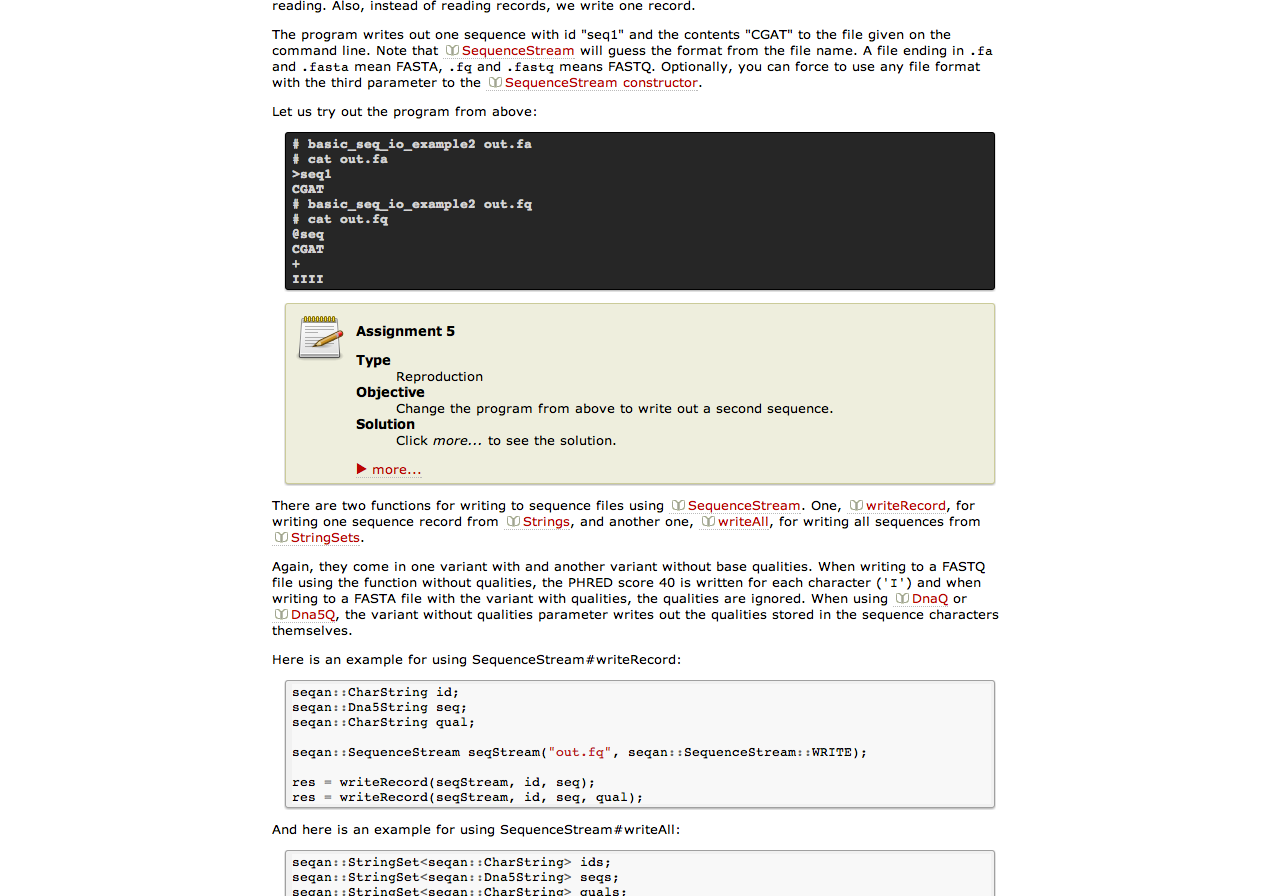 reading. Also, instead of reading records, we write one record.
The program writes out one sequence with id "seq1" and the contents "CGAT" to the file given on the
command line. Note that SequenceStream will guess the format from the file name. A file ending in .fa
and .fasta mean FASTA, .fq and .fastq means FASTQ. Optionally, you can force to use any file format
with the third parameter to the SequenceStream constructor.
Let us try out the program from above:
# basic_seq_io_example2 out.fa
# cat out.fa
>seq1
CGAT
# basic_seq_io_example2 out.fq
# cat out.fq
@seq
CGAT
+
IIII
Assignment 5
Type
Reproduction
Objective
Change the program from above to write out a second sequence.
Solution
Click more... to see the solution.
more...
There are two functions for writing to sequence files using SequenceStream. One, writeRecord, for
writing one sequence record from Strings, and another one, writeAll, for writing all sequences from
StringSets.
Again, they come in one variant with and another variant without base qualities. When writing to a FASTQ
file using the function without qualities, the PHRED score 40 is written for each character ('I') and when
writing to a FASTA file with the variant with qualities, the qualities are ignored. When using DnaQ or
Dna5Q, the variant without qualities parameter writes out the qualities stored in the sequence characters
themselves.
Here is an example for using SequenceStream#writeRecord:
seqan::CharString id;
seqan::Dna5String seq;
seqan::CharString qual;
seqan::SequenceStream seqStream("out.fq", seqan::SequenceStream::WRITE);
res = writeRecord(seqStream, id, seq);
res = writeRecord(seqStream, id, seq, qual);
And here is an example for using SequenceStream#writeAll:
seqan::StringSet<seqan::CharString> ids;
seqan::StringSet<seqan::Dna5String> seqs;
seqan::StringSet<seqan::CharString> quals;